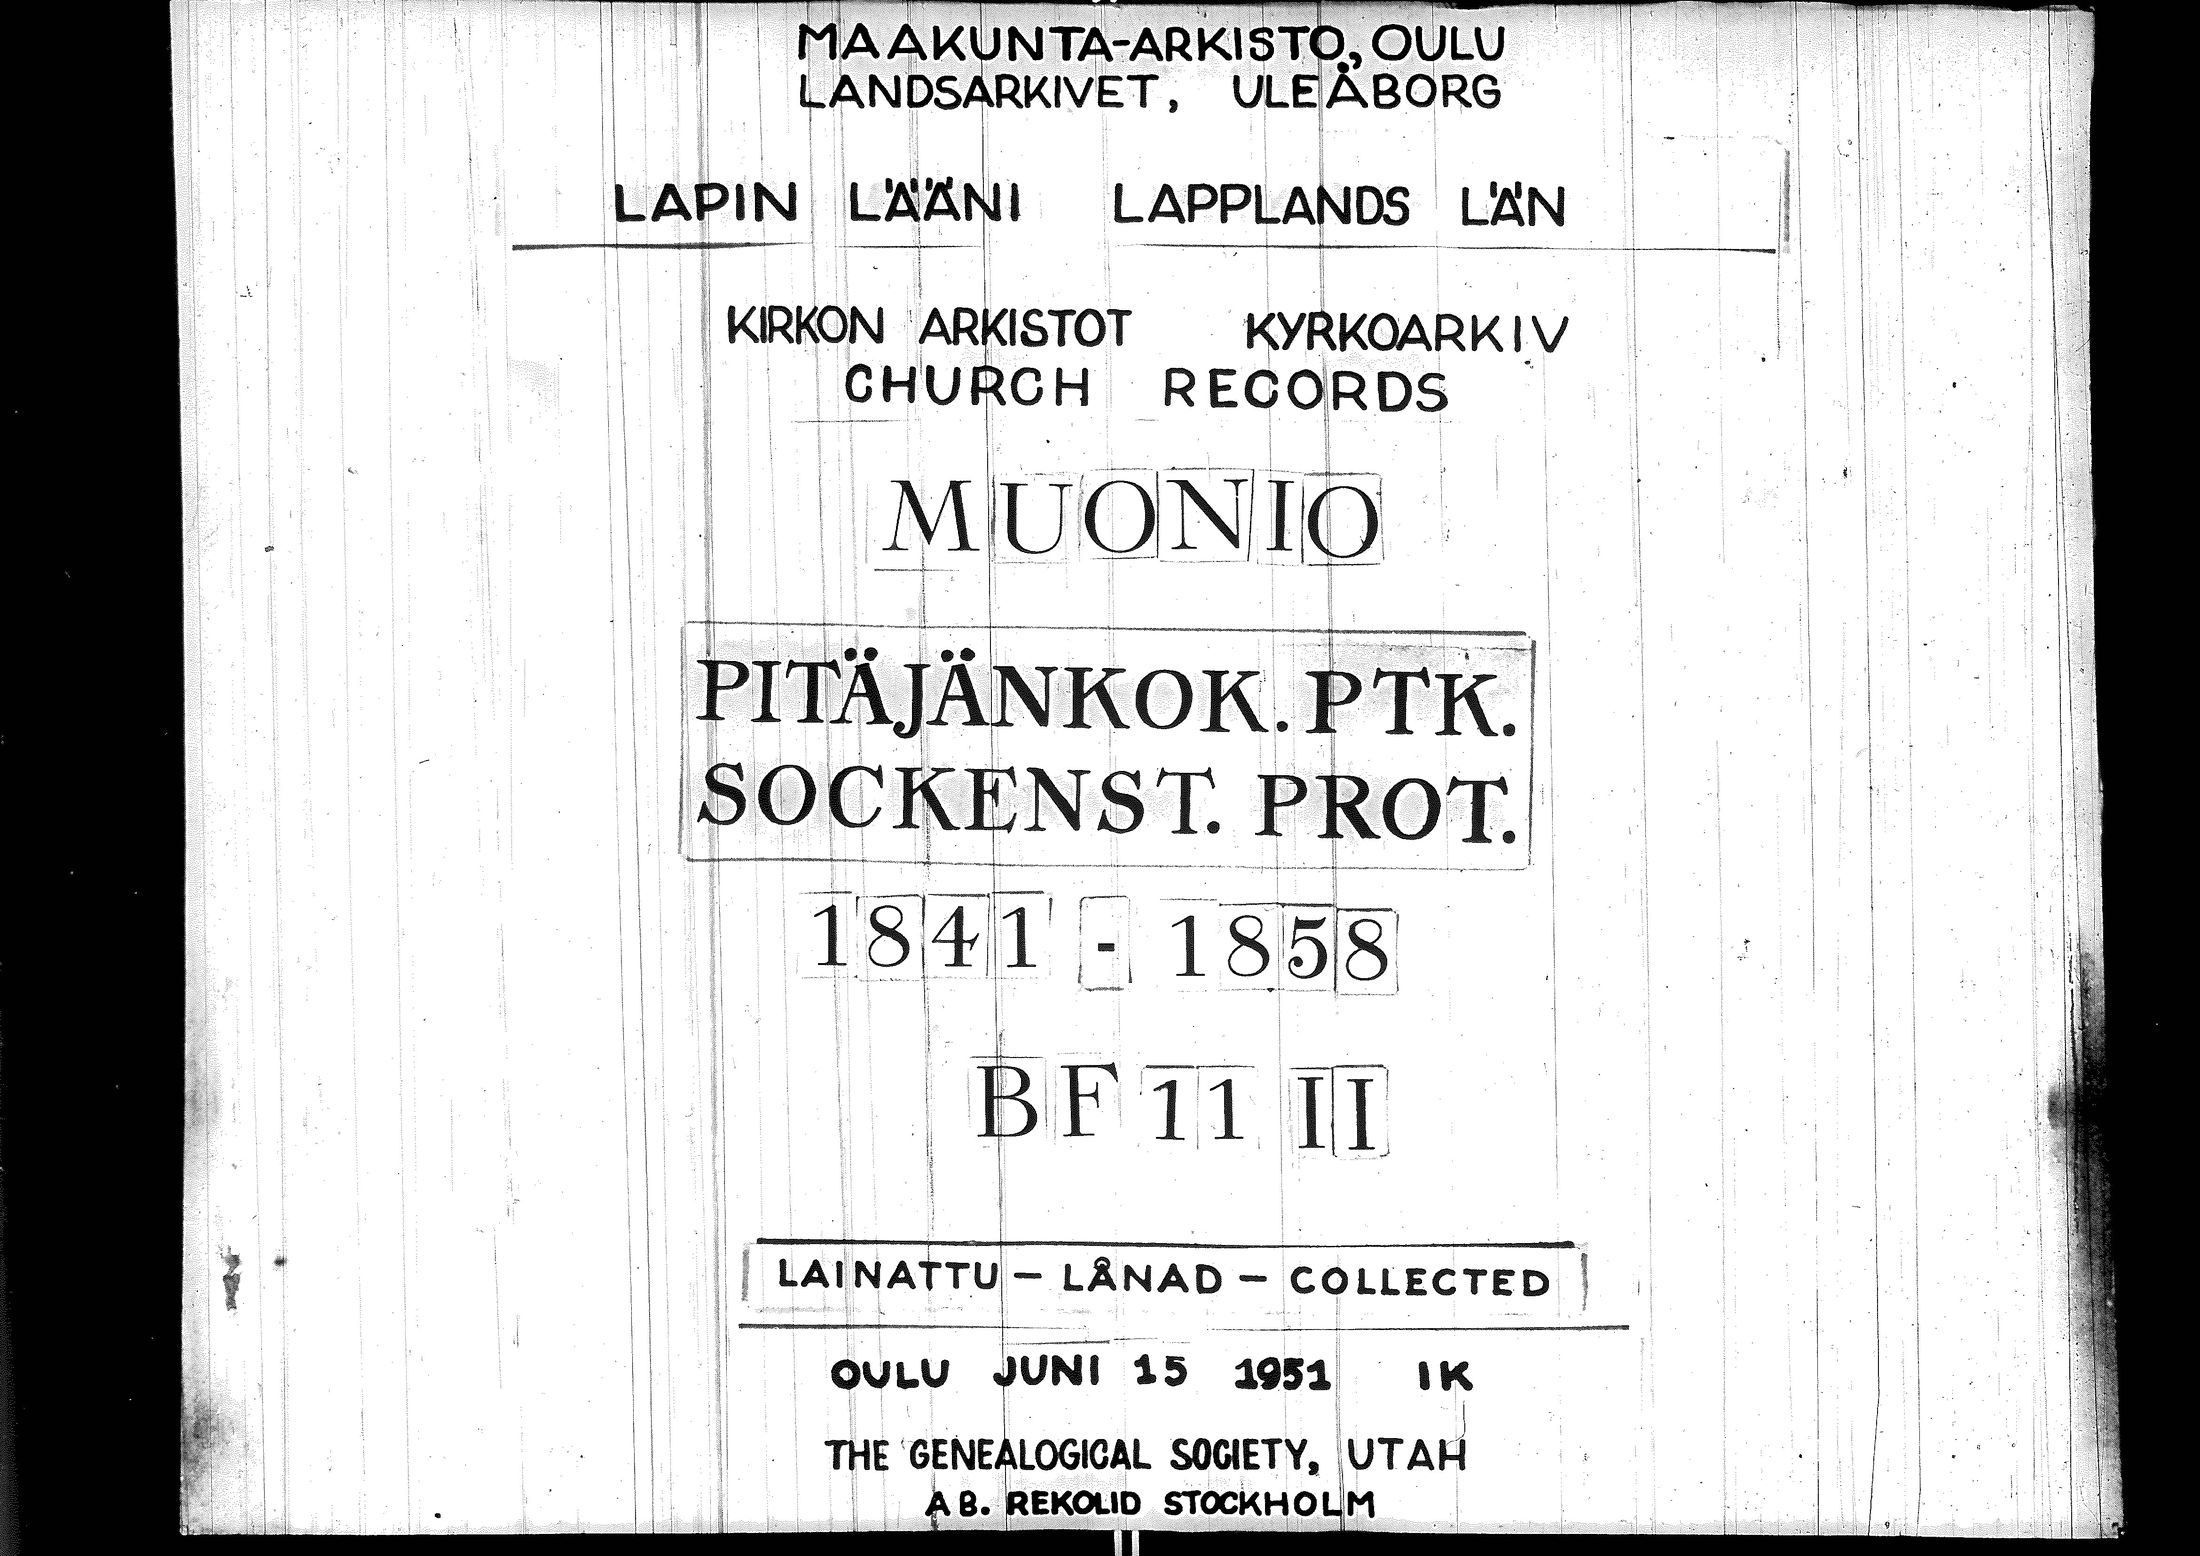 MAAKUNTA-ARKISTO, OULU
LANDSARKIVET, ULEÅBORG
LAPIN LÄÄNI LAPPLANDS LÄN
KIRKON ARKISTOT KYRKOARKIV
CHURCH RECORDS
MUONIO
PITÄJÄNKOK. PTK.
SOCKENST. PROT.
1841 - 1858
BF 11 II
LAINATTU – LÅNAD – COLLECTED
OULU JUNI 15 1951 IK
THE GENEALOGICAL SOCIETY, UTAH
AB. REKOLID STOCKHOLM